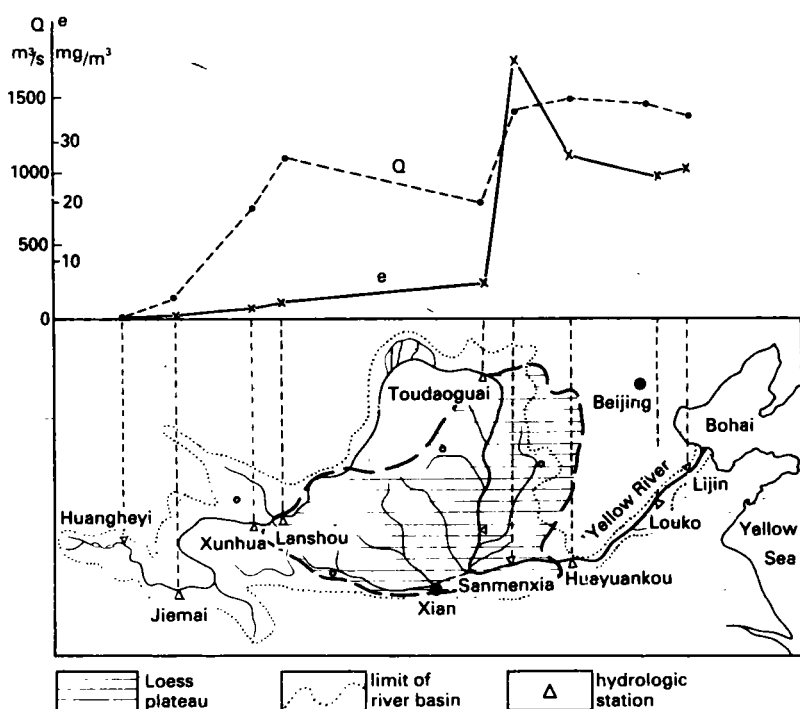 Q e
m³/s mg/m³
1500
30
1000
20
500
10
0
Q
e
Toudaoguai
Beijing
Bohai
Huangheyi
Xunhua
Lanshou
Yellow River
Lijin
Louko
Yellow
Sea
Jiemai
Xian
Sanmenxia
Huayuankou
Loess
plateau
limit of
river basin
hydrologic
station